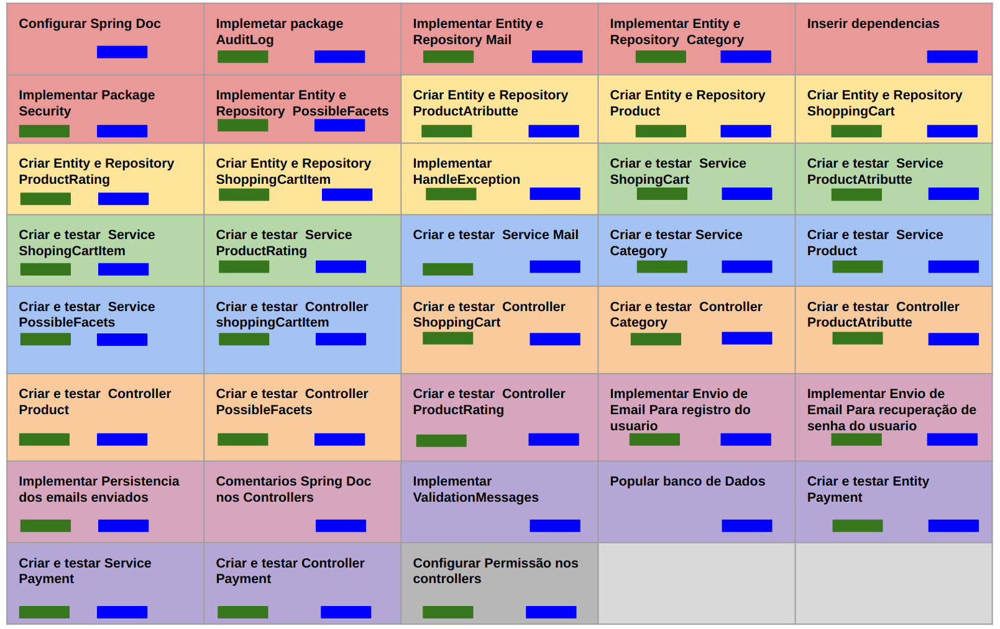 Configurar Spring Doc
Implemetar package
AuditLog
Implementar Entity e
Repository Mail
Implementar Entity e
Repository  Category
Inserir dependencias
Implementar Package
Security
Implementar Entity e
Repository  PossibleFacets
Criar Entity e Repository
ProductAtributte
Criar Entity e Repository
Product
Criar Entity e Repository
ShoppingCart
Criar Entity e Repository
ProductRating
Criar Entity e Repository
ShoppingCartItem
Implementar
HandleException
Criar e testar  Service
ShopingCart
Criar e testar  Service
ProductAtributte
Criar e testar  Service
ShopingCartItem
Criar e testar  Service
ProductRating
Criar e testar  Service Mail
Criar e testar Service
Category
Criar e testar  Service
Product
Criar e testar  Service
PossibleFacets
Criar e testar  Controller
shoppingCartItem
Criar e testar  Controller
ShoppingCart
Criar e testar  Controller
Category
Criar e testar  Controller
ProductAtributte
Criar e testar  Controller
Product
Criar e testar  Controller
PossibleFacets
Criar e testar  Controller
ProductRating
Implementar Envio de
Email Para registro do
usuario
Implementar Envio de
Email Para recuperação de
senha do usuario
Implementar Persistencia
dos emails enviados
Comentarios Spring Doc
nos Controllers
Implementar
ValidationMessages
Popular banco de Dados
Criar e testar Entity
Payment
Criar e testar Service
Payment
Criar e testar Controller
Payment
Configurar Permissão nos
controllers